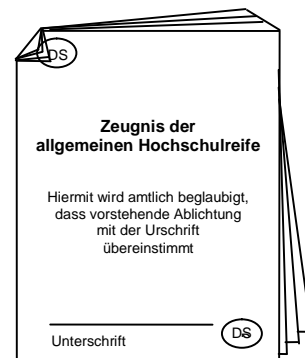 DS
Zeugnis der
allgemeinen Hochschulreife
Hiermit wird amtlich beglaubigt,
dass vorstehende Ablichtung
mit der Urschrift
übereinstimmt
Unterschrift DS